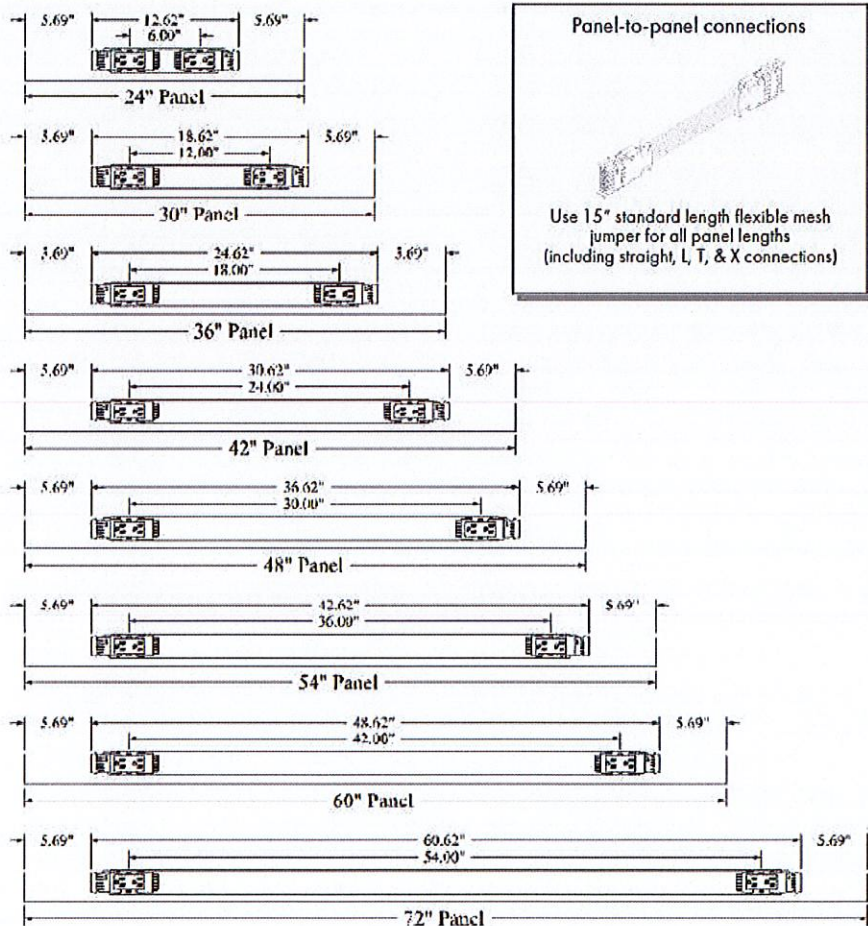 5.69" 12.62" 5.69"
6.00"
24" Panel
5.69" 18.62" 5.69"
12.00"
30" Panel
5.69" 24.62" 5.69"
18.00"
36" Panel
5.69" 30.62" 5.69"
24.00"
42" Panel
5.69" 36.62" 5.69"
30.00"
48" Panel
5.69" 42.62" 5.69"
36.00"
54" Panel
5.69" 48.62" 5.69"
42.00"
60" Panel
5.69" 60.62" 5.69"
54.00"
72" Panel
Panel-to-panel connections
Use 15" standard length flexible mesh
jumper for all panel lengths
(including straight, L, T, & X connections)